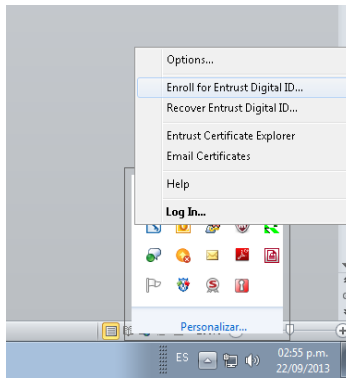 Options...
Enroll for Entrust Digital ID...
Recover Entrust Digital ID...
Entrust Certificate Explorer
Email Certificates
Help
Log In...
Personalizar...
ES
02:55 p.m.
22/09/2013